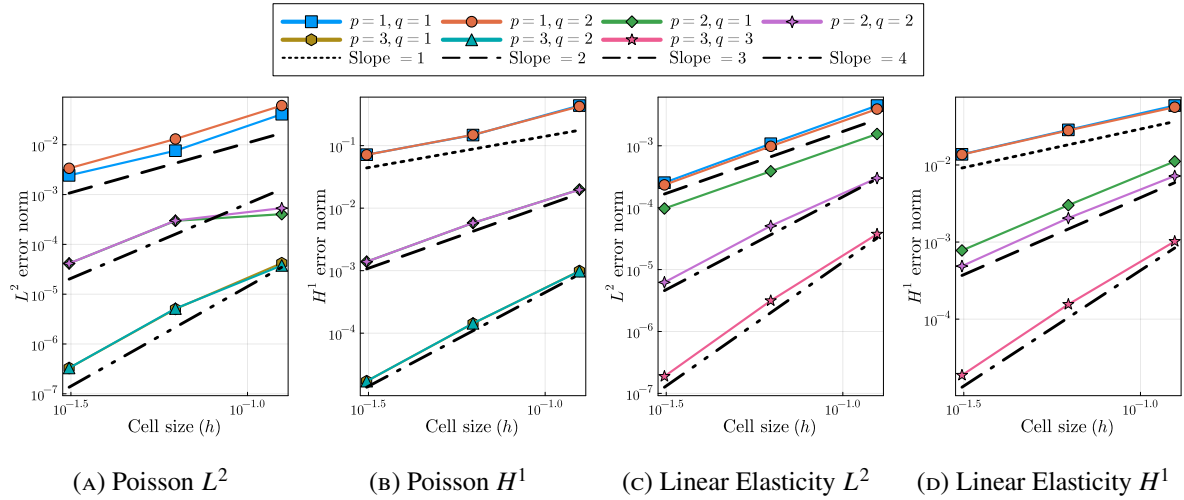 p = 1, q = 1 p = 1, q = 2 p = 2, q = 1 p = 2, q = 2
p = 3, q = 1 p = 3, q = 2 p = 3, q = 3
Slope = 1 Slope = 2 Slope = 3 Slope = 4
L² error norm
10⁻²
10⁻³
10⁻⁴
10⁻⁵
10⁻⁶
10⁻⁷
10⁻¹·⁵ 10⁻¹·⁰
Cell size (h)
H¹ error norm
10⁻¹
10⁻²
10⁻³
10⁻⁴
10⁻¹·⁵ 10⁻¹·⁰
Cell size (h)
L² error norm
10⁻³
10⁻⁴
10⁻⁵
10⁻⁶
10⁻⁷
10⁻¹·⁵ 10⁻¹·⁰
Cell size (h)
H¹ error norm
10⁻²
10⁻³
10⁻⁴
10⁻¹·⁵ 10⁻¹·⁰
Cell size (h)
(A) Poisson L² (B) Poisson H¹ (C) Linear Elasticity L² (D) Linear Elasticity H¹